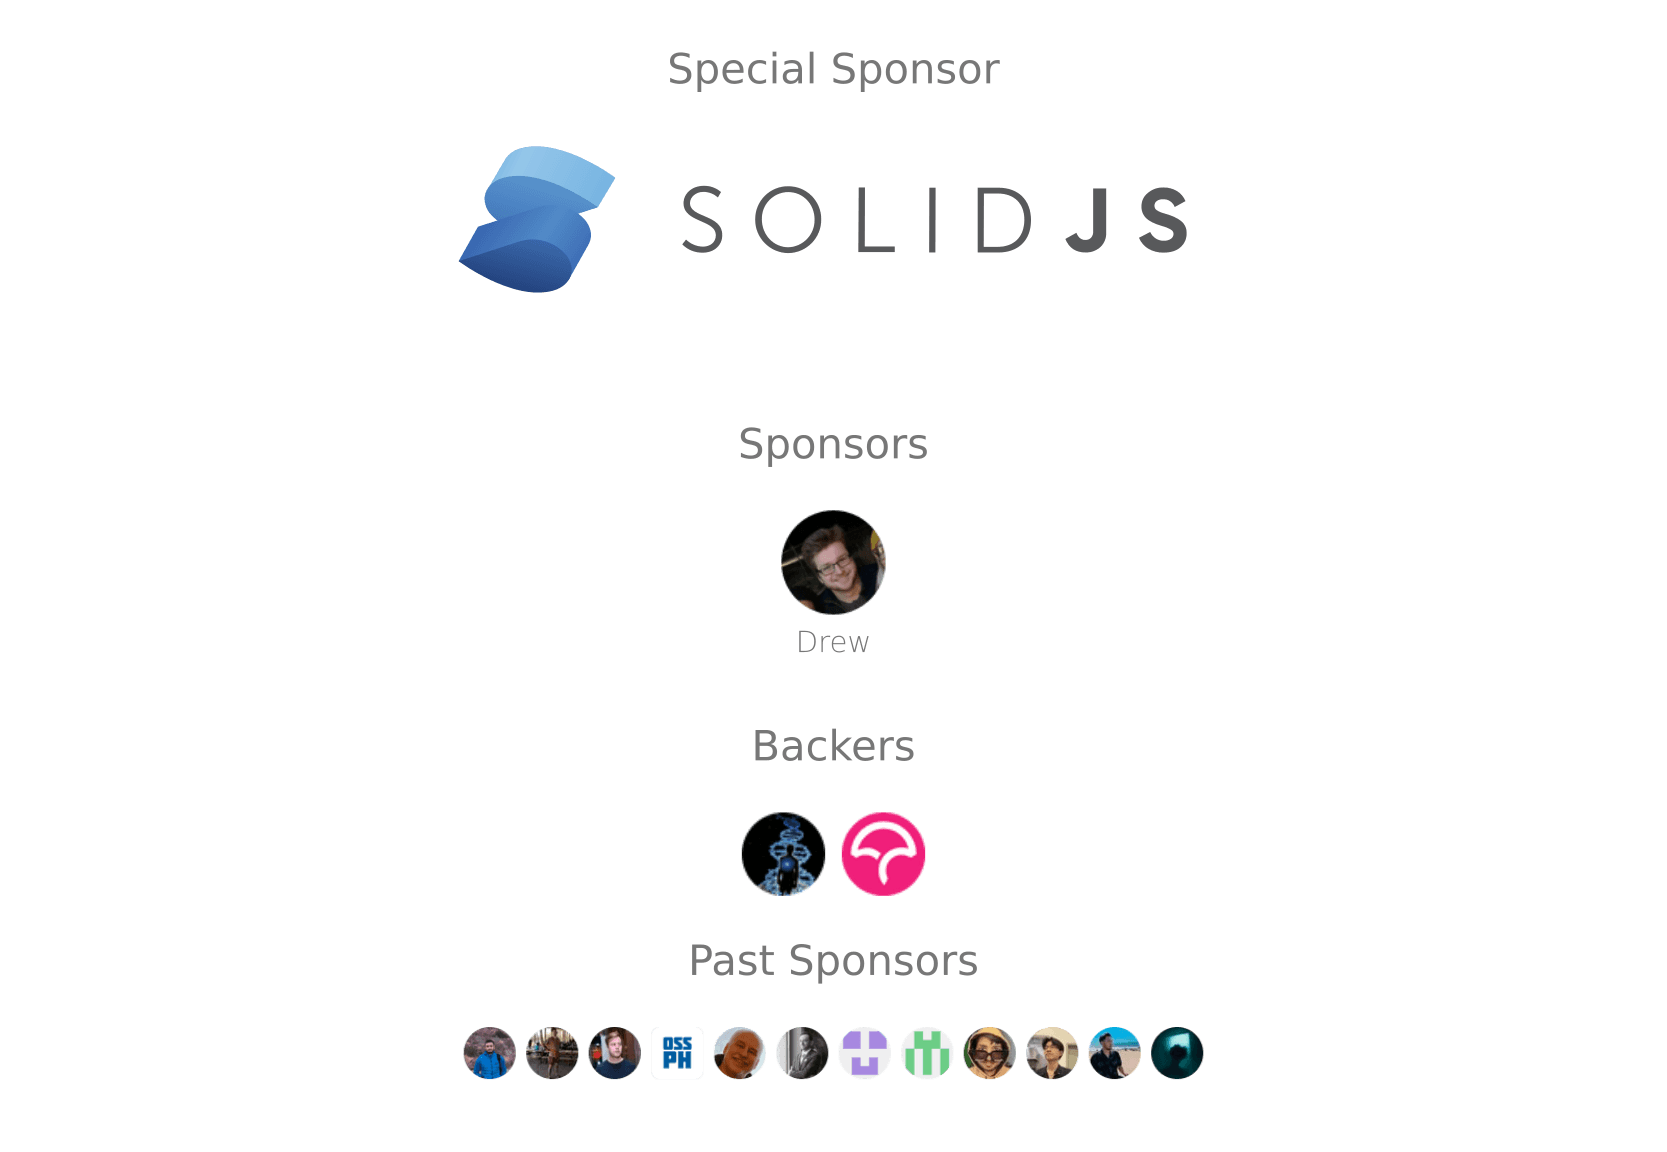 Special Sponsor
SOLIDJS
Sponsors
Drew
Backers
Past Sponsors
OSS
PH